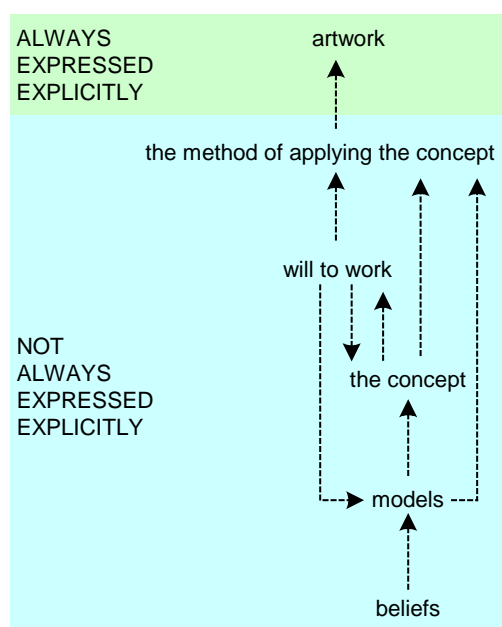 ALWAYS
EXPRESSED
EXPLICITLY
artwork
the method of applying the concept
will to work
NOT
ALWAYS
EXPRESSED
EXPLICITLY
the concept
models
beliefs